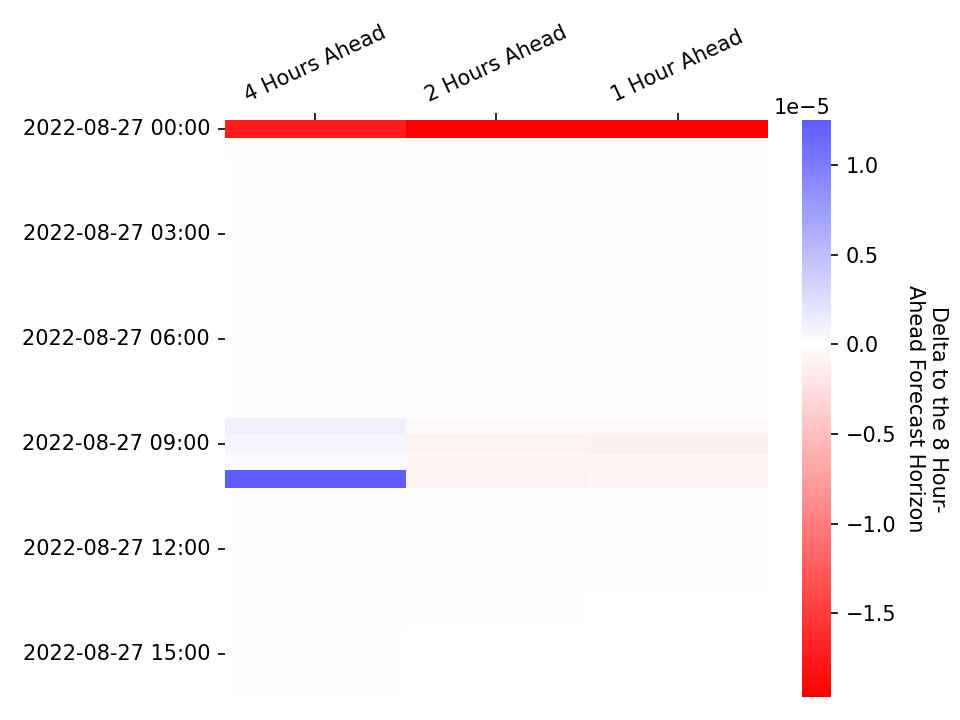 4 Hours Ahead
2 Hours Ahead
1 Hour Ahead
1e−5
2022-08-27 00:00
2022-08-27 03:00
2022-08-27 06:00
2022-08-27 09:00
2022-08-27 12:00
2022-08-27 15:00
1.0
0.5
0.0
−0.5
−1.0
−1.5
Delta to the 8 Hour-
Ahead Forecast Horizon